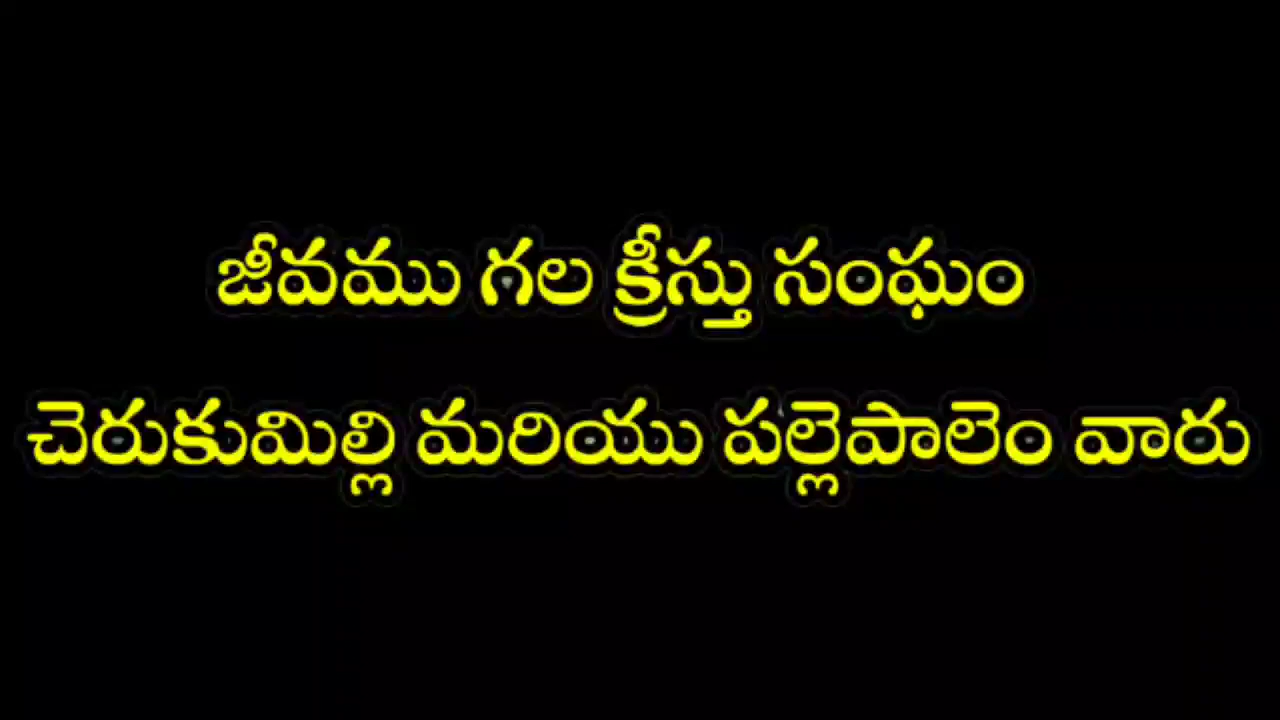 జీవము గల క్రీస్తు సంఘం
చెరుకుమిల్లి మరియు పల్లెపాలెం వారు